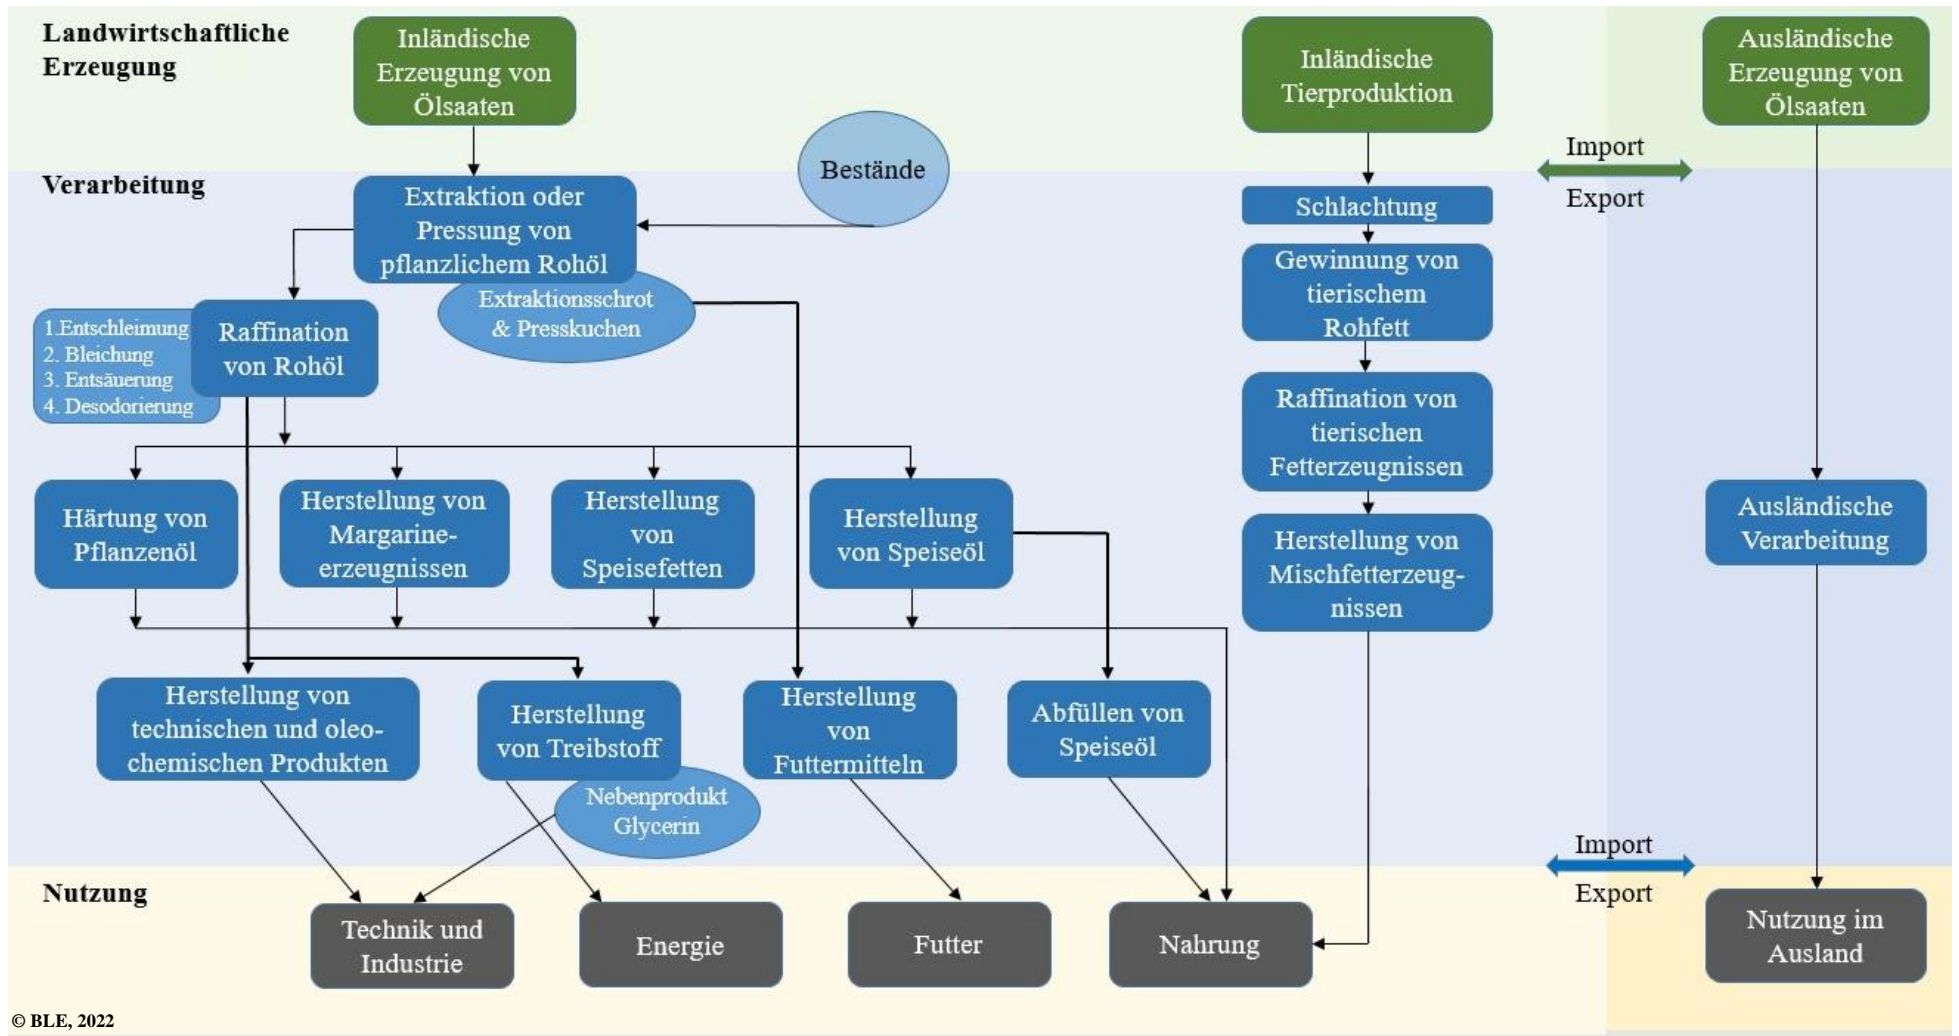 Landwirtschaftliche
Erzeugung
Inländische
Erzeugung von
Ölsaaten
Inländische
Tierproduktion
Ausländische
Erzeugung von
Ölsaaten
Import
Export
Verarbeitung
Bestände
Extraktion oder
Pressung von
pflanzlichem Rohöl
Extraktionsschrot
& Presskuchen
Schlachtung
Gewinnung von
tierischem
Rohfett
1.Entschleimung
2. Bleichung
3. Entsäuerung
4. Desodorierung
Raffination
von Rohöl
Raffination von
tierischen
Fetterzeugnissen
Härtung von
Pflanzenöl
Herstellung von
Margarine-
erzeugnissen
Herstellung
von
Speisefetten
Herstellung
von Speiseöl
Herstellung von
Mischfetterzeug-
nissen
Ausländische
Verarbeitung
Herstellung von
technischen und oleo-
chemischen Produkten
Herstellung
von Treibstoff
Nebenprodukt
Glycerin
Herstellung
von
Futtermitteln
Abfüllen von
Speiseöl
Import
Export
Nutzung
Technik und
Industrie
Energie
Futter
Nahrung
Nutzung im
Ausland
© BLE, 2022